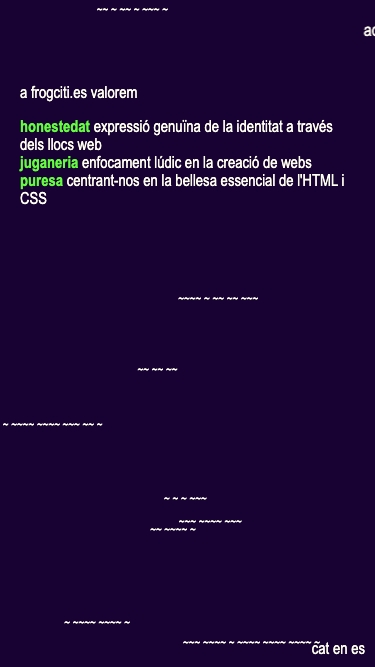 ~~ ~ ~~ ~ ~~~ ~
a frogciti.es valorem
honestedat expressió genuïna de la identitat a través
dels llocs web
juganeria enfocament lúdic en la creació de webs
puresa centrant-nos en la bellesa essencial de l'HTML i
CSS
~~~~ ~ ~~ ~~ ~~~
~~ ~~ ~~
~ ~~~~ ~~~~ ~~~ ~~ ~
~ ~ ~ ~~~
~~~ ~~~~ ~~~
~~ ~~~~ ~
~ ~~~~ ~~~~ ~
~~~ ~~~~ ~ ~~~~ ~~~~ ~~~~ ~
cat en es